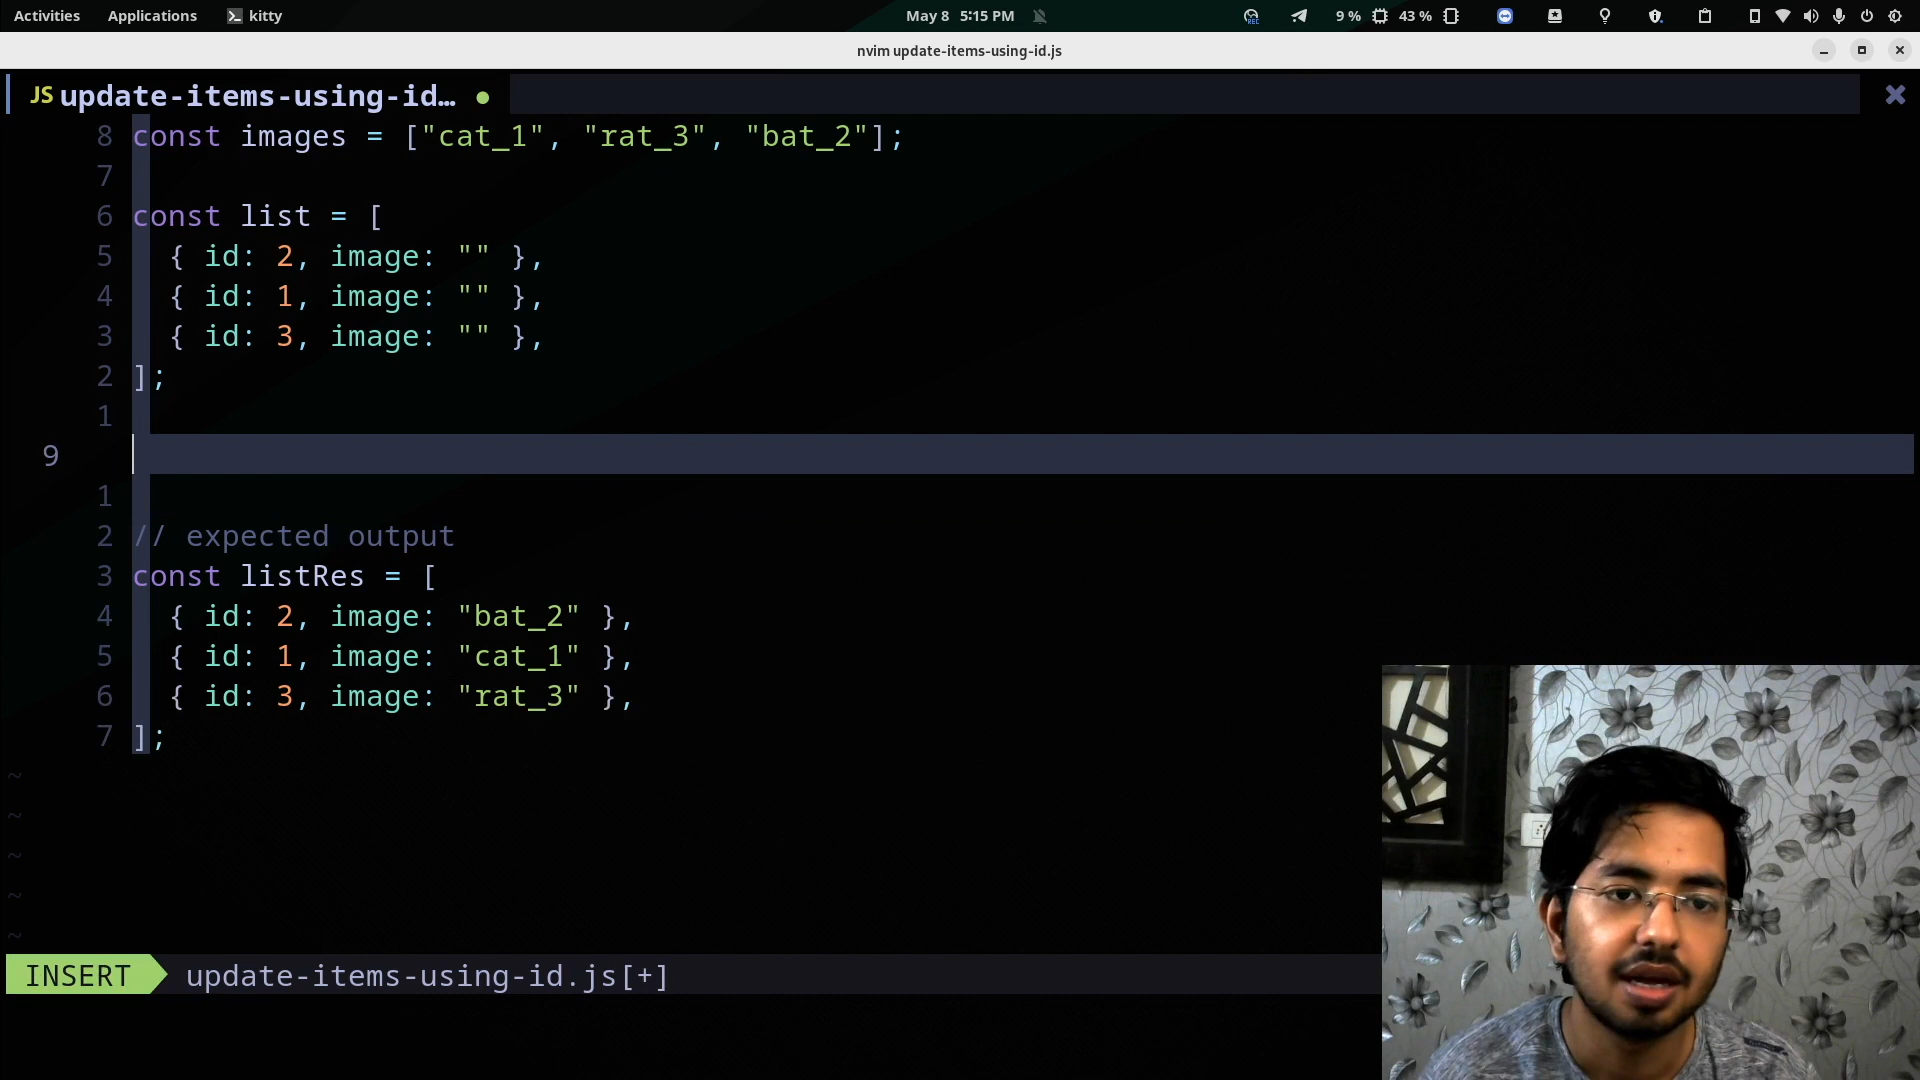 Activities Applications kitty May 8 5:15 PM 9 % 43 %
nvim update-items-using-id.js
JS update-items-using-id…
8 const images = ["cat_1", "rat_3", "bat_2"];
7
6 const list = [
5 { id: 2, image: "" },
4 { id: 1, image: "" },
3 { id: 3, image: "" },
2 ];
1
9
1
2 // expected output
3 const listRes = [
4 { id: 2, image: "bat_2" },
5 { id: 1, image: "cat_1" },
6 { id: 3, image: "rat_3" },
7 ];
~
~
~
~
~
INSERT update-items-using-id.js[+]